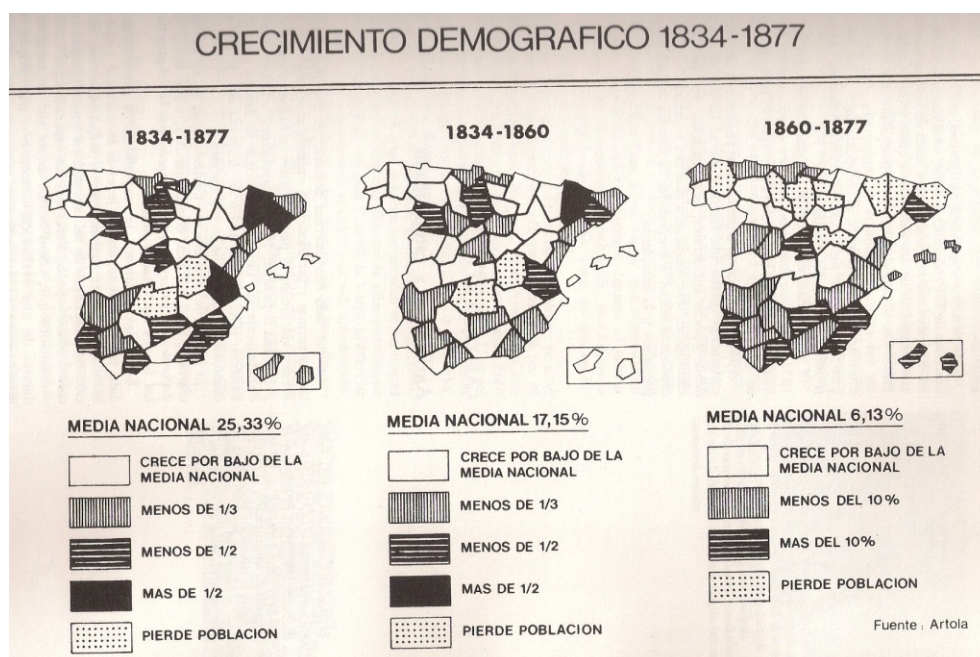 CRECIMIENTO DEMOGRAFICO 1834-1877
1834-1877
1834-1860
1860-1877
MEDIA NACIONAL 25,33%
CRECE POR BAJO DE LA
MEDIA NACIONAL
MENOS DE 1/3
MENOS DE 1/2
MAS DE 1/2
PIERDE POBLACION
MEDIA NACIONAL 17,15%
CRECE POR BAJO DE LA
MEDIA NACIONAL
MENOS DE 1/3
MENOS DE 1/2
MAS DE 1/2
PIERDE POBLACION
MEDIA NACIONAL 6,13%
CRECE POR BAJO DE LA
MEDIA NACIONAL
MENOS DEL 10%
MAS DEL 10%
PIERDE POBLACION
Fuente: Artola